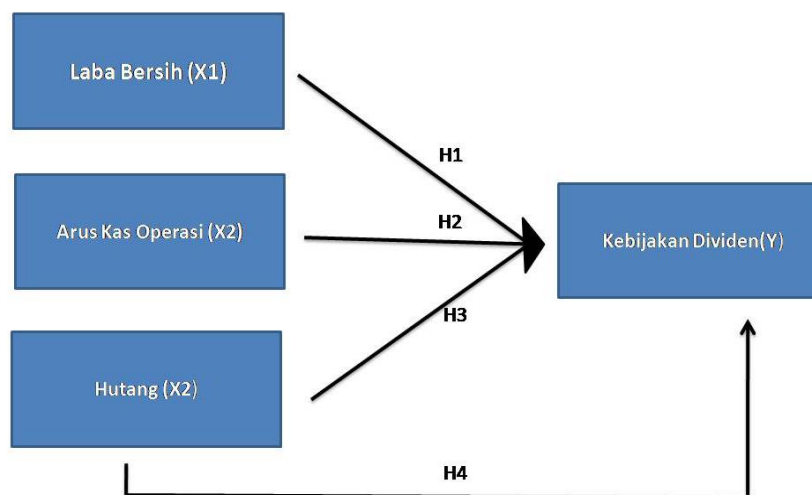 Laba Bersih (X1)
H1
Arus Kas Operasi (X2)
H2
Kebijakan Dividen(Y)
H3
Hutang (X2)
H4